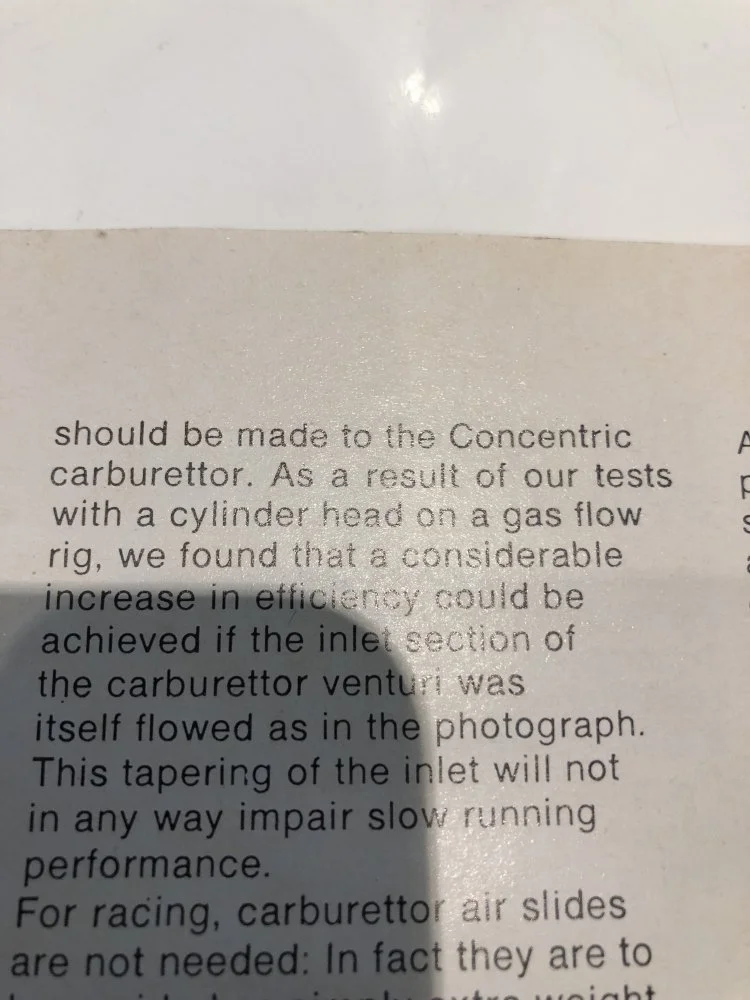 should be made to the Concentric
carburettor. As a result of our tests
with a cylinder head on a gas flow
rig, we found that a considerable
increase in efficiency could be
achieved if the inlet section of
the carburettor venturi was
itself flowed as in the photograph.
This tapering of the inlet will not
in any way impair slow running
performance.
For racing, carburettor air slides
are not needed: In fact they are to
simply extra weight